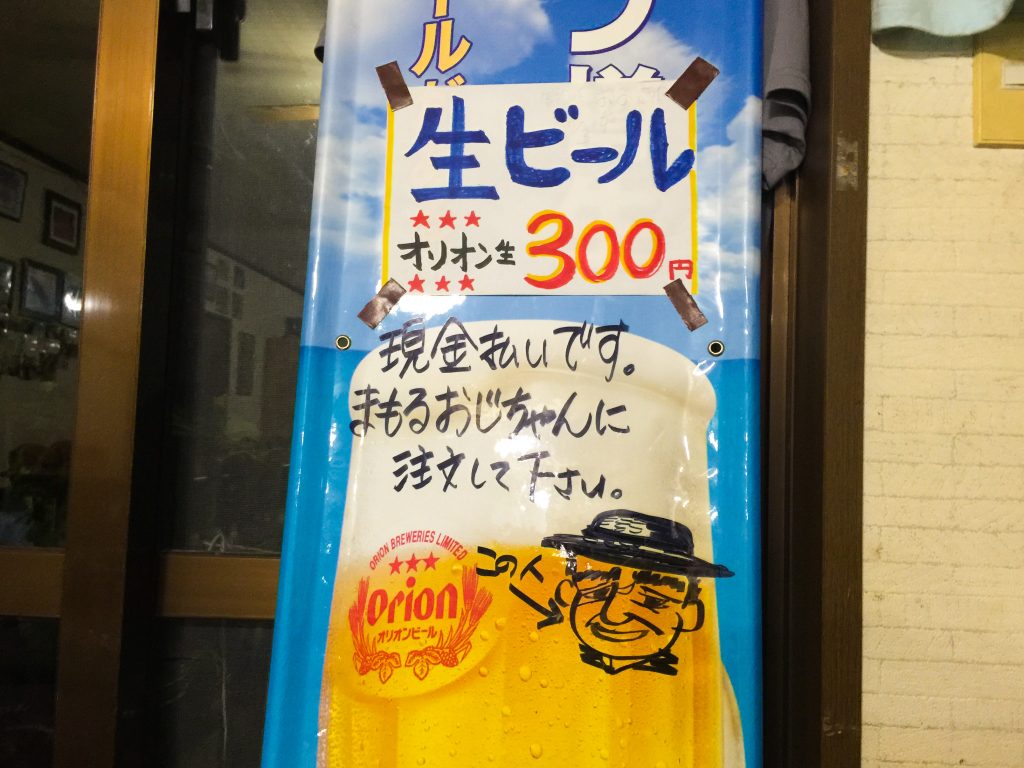 生ビール
★★★
オリオン生 300円
★★★
現金払いです。
まもるおじちゃんに
注文して下さい。
ORION BREWERIES LIMITED
★★★
orion
オリオンビール
この人